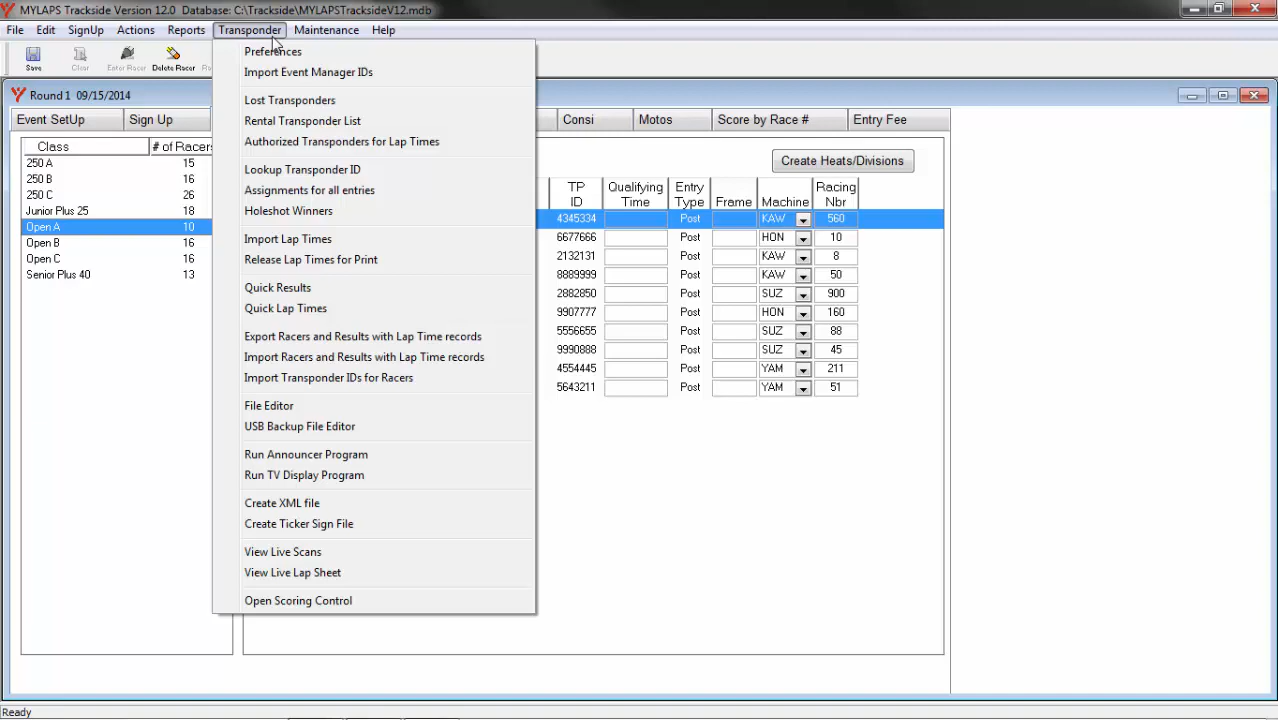 MYLAPS Trackside Version 12.0 Database: C:\Trackside\MYLAPSTracksideV12.mdb
File Edit SignUp Actions Reports Transponder Maintenance Help
Save Clear Enter Racer Delete Racer
Round 1 09/15/2014
Event SetUp Sign Up Consi Motos Score by Race # Entry Fee
Class # of Racers
250 A 15
250 B 16
250 C 26
Junior Plus 25 18
Open A 10
Open B 16
Open C 16
Senior Plus 40 13
Preferences
Import Event Manager IDs
Lost Transponders
Rental Transponder List
Authorized Transponders for Lap Times
Lookup Transponder ID
Assignments for all entries
Holeshot Winners
Import Lap Times
Release Lap Times for Print
Quick Results
Quick Lap Times
Export Racers and Results with Lap Time records
Import Racers and Results with Lap Time records
Import Transponder IDs for Racers
File Editor
USB Backup File Editor
Run Announcer Program
Run TV Display Program
Create XML file
Create Ticker Sign File
View Live Scans
View Live Lap Sheet
Open Scoring Control
Create Heats/Divisions
TP ID Qualifying Time Entry Type Frame Machine Racing Nbr
4345334 Post KAW 560
6677666 Post HON 10
2132131 Post KAW 8
8889999 Post KAW 50
2882850 Post SUZ 900
9907777 Post HON 160
5556655 Post SUZ 88
9990888 Post SUZ 45
4554445 Post YAM 211
5643211 Post YAM 51
Ready